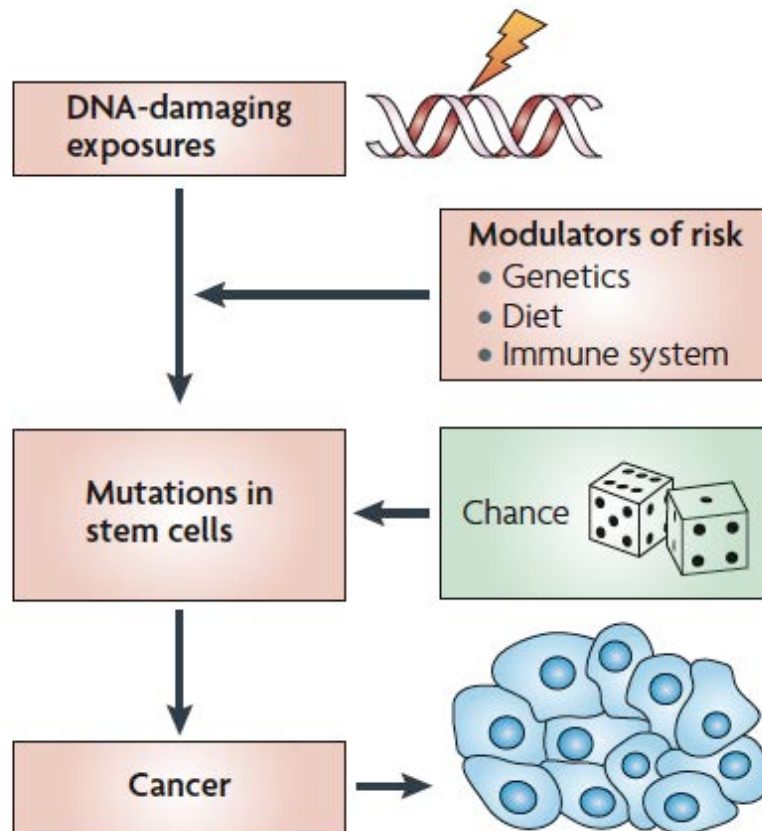 DNA-damaging
exposures
Modulators of risk
• Genetics
• Diet
• Immune system
Mutations in
stem cells
Chance
Cancer